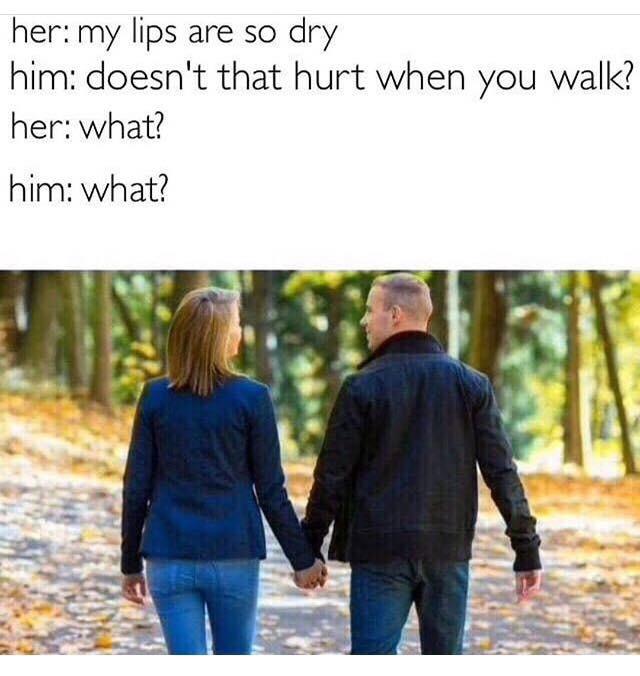 her: my lips are so dry
him: doesn't that hurt when you walk?
her: what?
him: what?